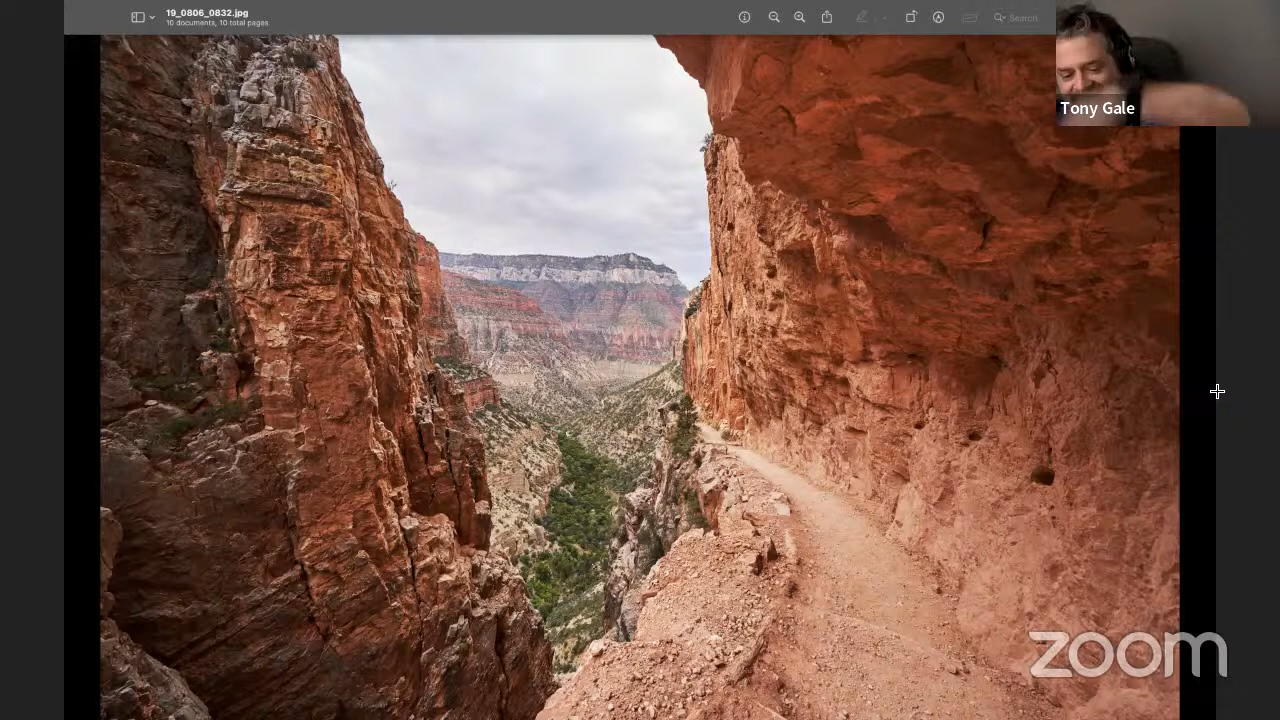 19_0806_0832.jpg
10 documents, 10 total pages
Search
Tony Gale
zoom